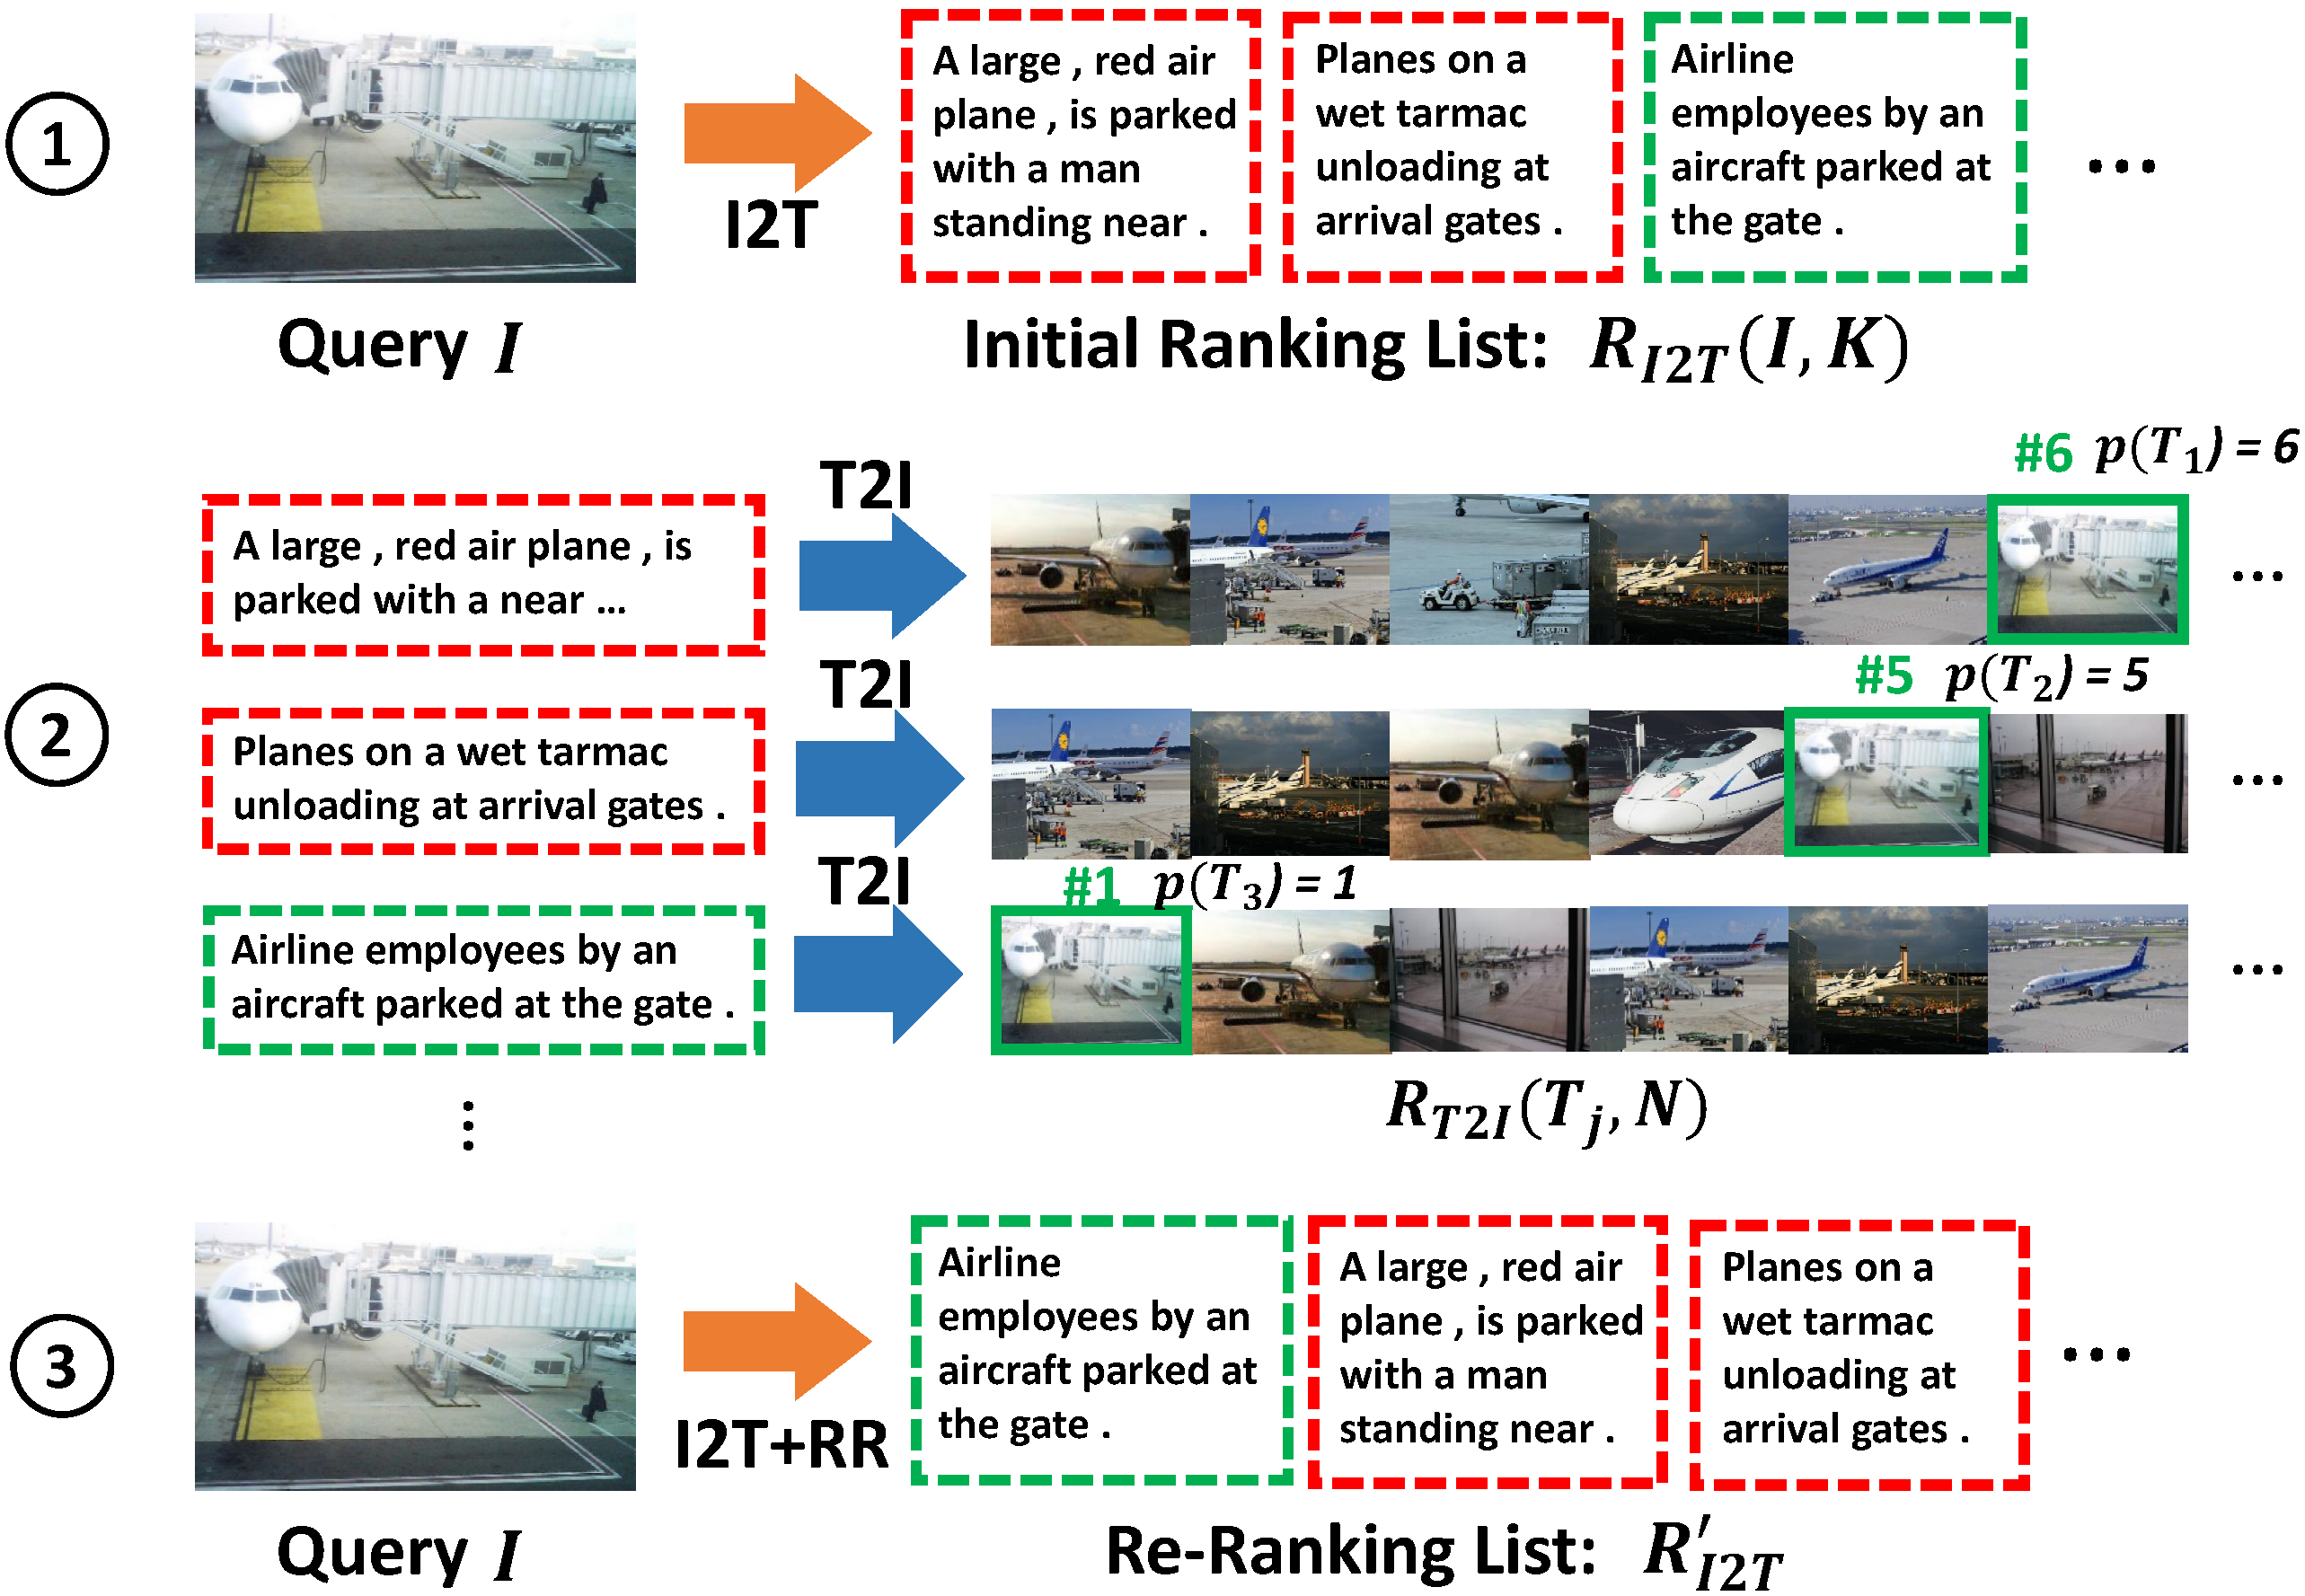 1
A large , red air
plane , is parked
with a man
standing near .
Planes on a
wet tarmac
unloading at
arrival gates .
Airline
employees by an
aircraft parked at
the gate .
...
I2T
Query I
Initial Ranking List: R_{I2T}(I, K)
2
A large , red air plane , is
parked with a near ...
T2I
#6 p(T_1) = 6
...
Planes on a wet tarmac
unloading at arrival gates .
T2I
#5 p(T_2) = 5
...
Airline employees by an
aircraft parked at the gate .
T2I
#1 p(T_3) = 1
...
R_{T2I}(T_j, N)
3
Airline
employees by an
aircraft parked at
the gate .
A large , red air
plane , is parked
with a man
standing near .
Planes on a
wet tarmac
unloading at
arrival gates .
...
I2T+RR
Query I
Re-Ranking List: R'_{I2T}